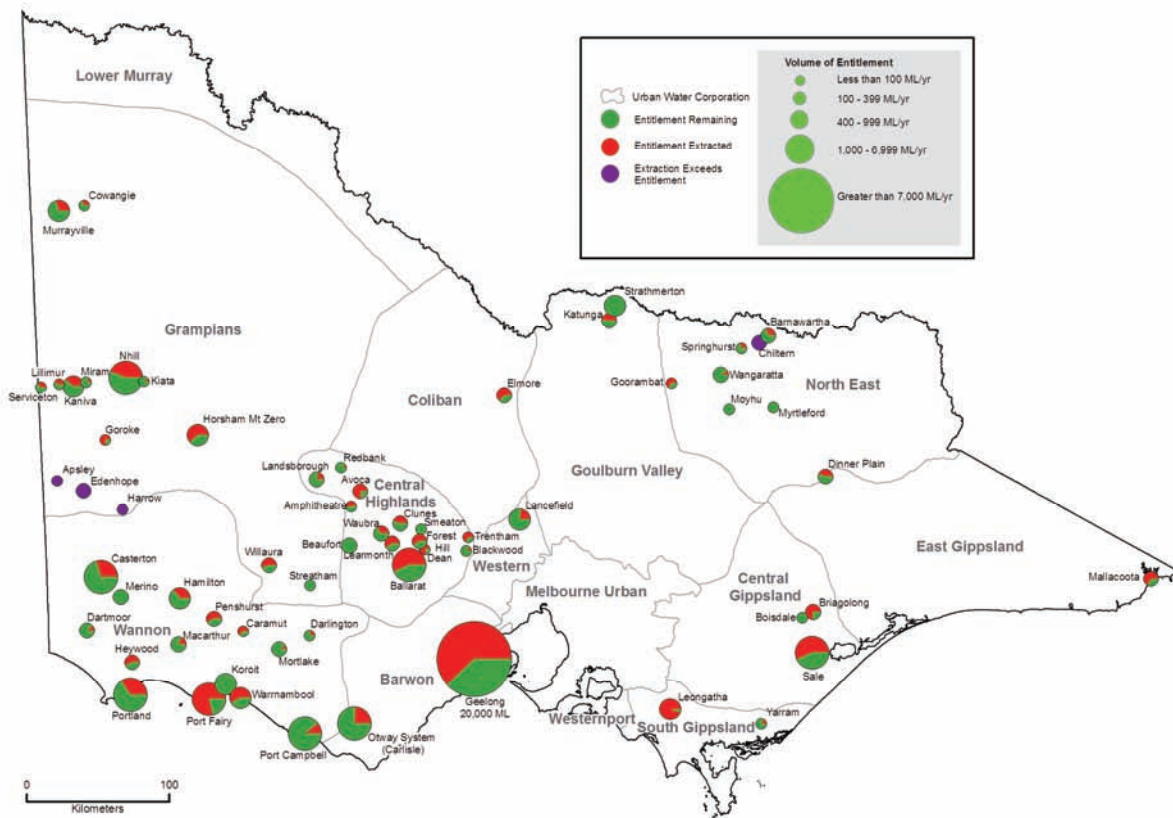 Lower Murray
Volume of Entitlement
Less than 100 ML/yr
Urban Water Corporation
100 - 399 ML/yr
Entitlement Remaining
400 - 999 ML/yr
Entitlement Extracted
1,000 - 6,999 ML/yr
Extraction Exceeds
Entitlement
Greater than 7,000 ML/yr
Cowangie
Murrayville
Grampians
Strathmerton
Katunga
Barnawartha
Springhurst
Chiltern
Nhill
Lillimur
Miram
Kiata
Serviceton
Kaniva
Goorambat
Wangaratta
North East
Elmore
Coliban
Moyhu
Myrtleford
Goroke
Horsham Mt Zero
Goulburn Valley
Apsley
Edenhope
Harrow
Landsborough
Redbank
Avoca
Central
Highlands
Amphitheatre
Clunes
Waubra
Smeaton
Forest
Hill
Beaufort
Learmonth
Dean
Ballarat
Lancefield
Trentham
Blackwood
Western
Dinner Plain
East Gippsland
Mallacoota
Casterton
Merino
Willaura
Streatham
Hamilton
Melbourne Urban
Central
Gippsland
Briagolong
Boisdale
Dartmoor
Wannon
Penshurst
Caramut
Darlington
Macarthur
Heywood
Mortlake
Koroit
Barwon
Sale
Portland
Port Fairy
Warrnambool
Geelong
20,000 ML
Leongatha
Westernport
South Gippsland
Yarram
Port Campbell
Otway System
(Carlisle)
0
100
Kilometers